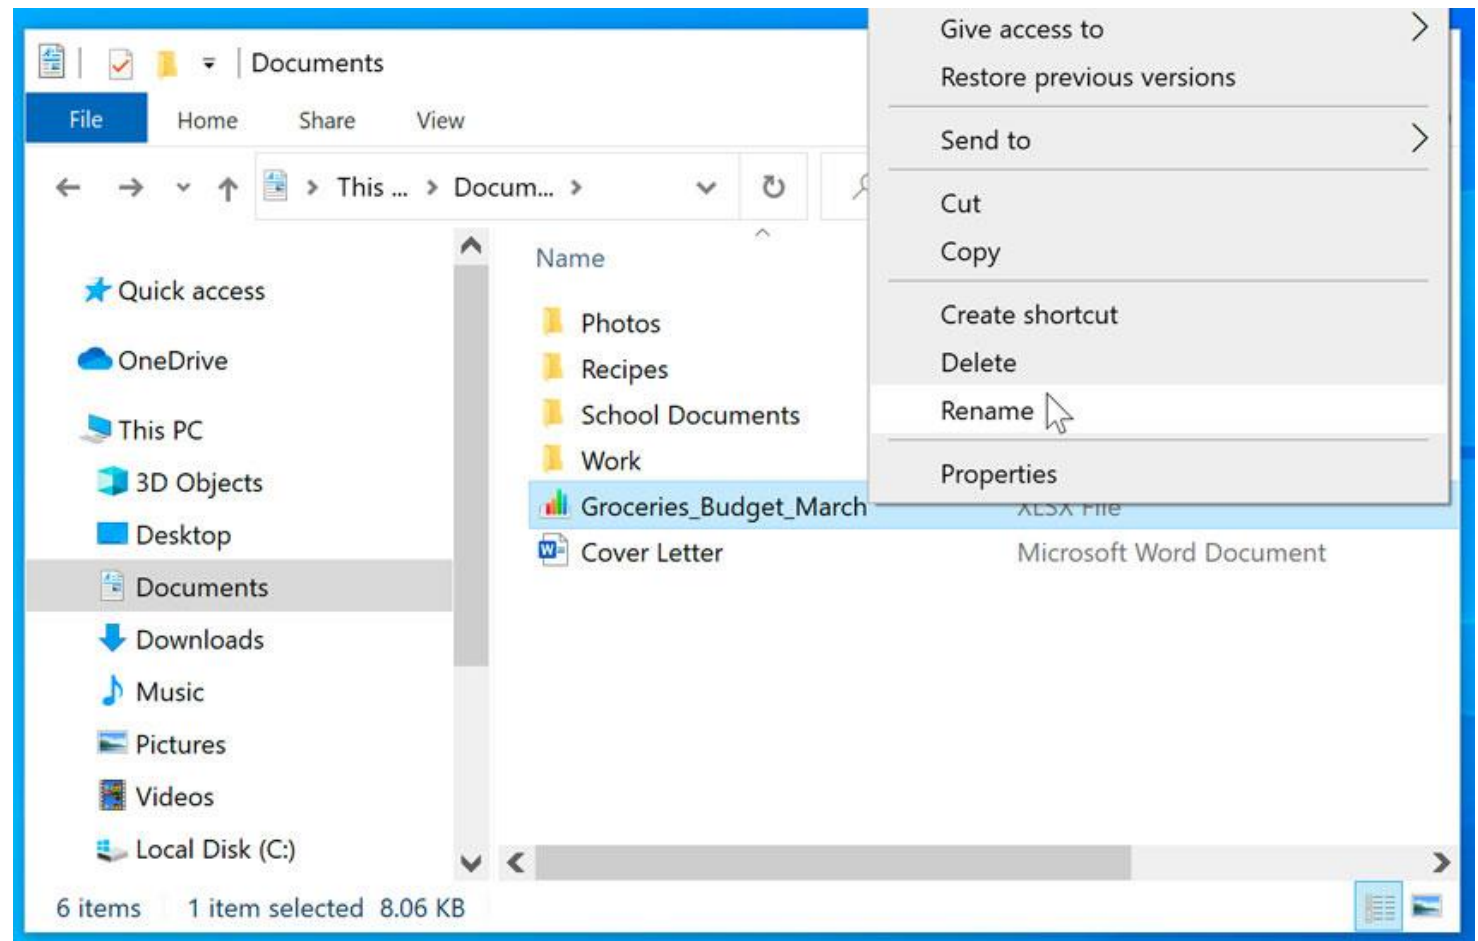 Documents
File Home Share View
This ... Docum...
Quick access
OneDrive
This PC
3D Objects
Desktop
Documents
Downloads
Music
Pictures
Videos
Local Disk (C:)
Name
Photos
Recipes
School Documents
Work
Groceries_Budget_March XLSX File
Cover Letter Microsoft Word Document
Give access to
Restore previous versions
Send to
Cut
Copy
Create shortcut
Delete
Rename
Properties
6 items 1 item selected 8.06 KB